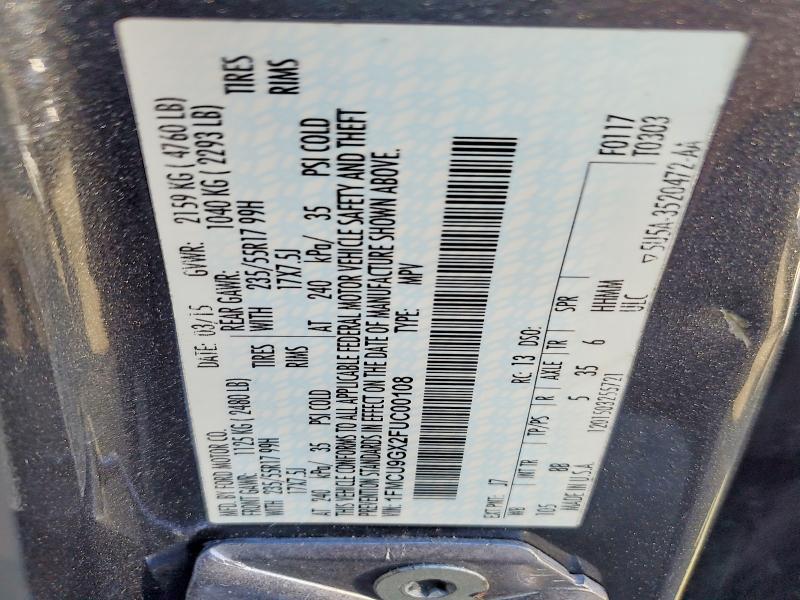 MFD. BY FORD MOTOR CO.
DATE: 03/15 GVWR: 2159 KG ( 4760 LB)
FRONT GAWR: 1125 KG ( 2480 LB) REAR GAWR: 1040 KG ( 2293 LB)
WITH 235/55R17 99H TIRES WITH 235/55R17 99H TIRES
17X7.5J RIMS 17X7.5J RIMS
AT 240 kPa/ 35 PSI COLD AT 240 kPa/ 35 PSI COLD
THIS VEHICLE CONFORMS TO ALL APPLICABLE FEDERAL MOTOR VEHICLE SAFETY AND THEFT
PREVENTION STANDARDS IN EFFECT ON THE DATE OF MANUFACTURE SHOWN ABOVE.
VIN: 1FMCU9GX2FUC00108 TYPE: MPV
F0117
T0303
EXT PNT: J7 RC: 13 DSO:
WB INT TR TP/PS R AXLE TR SPR
105 5 35 6 HHMM
MADE IN U.S.A. ULC
▽5U5A-3520472-AA